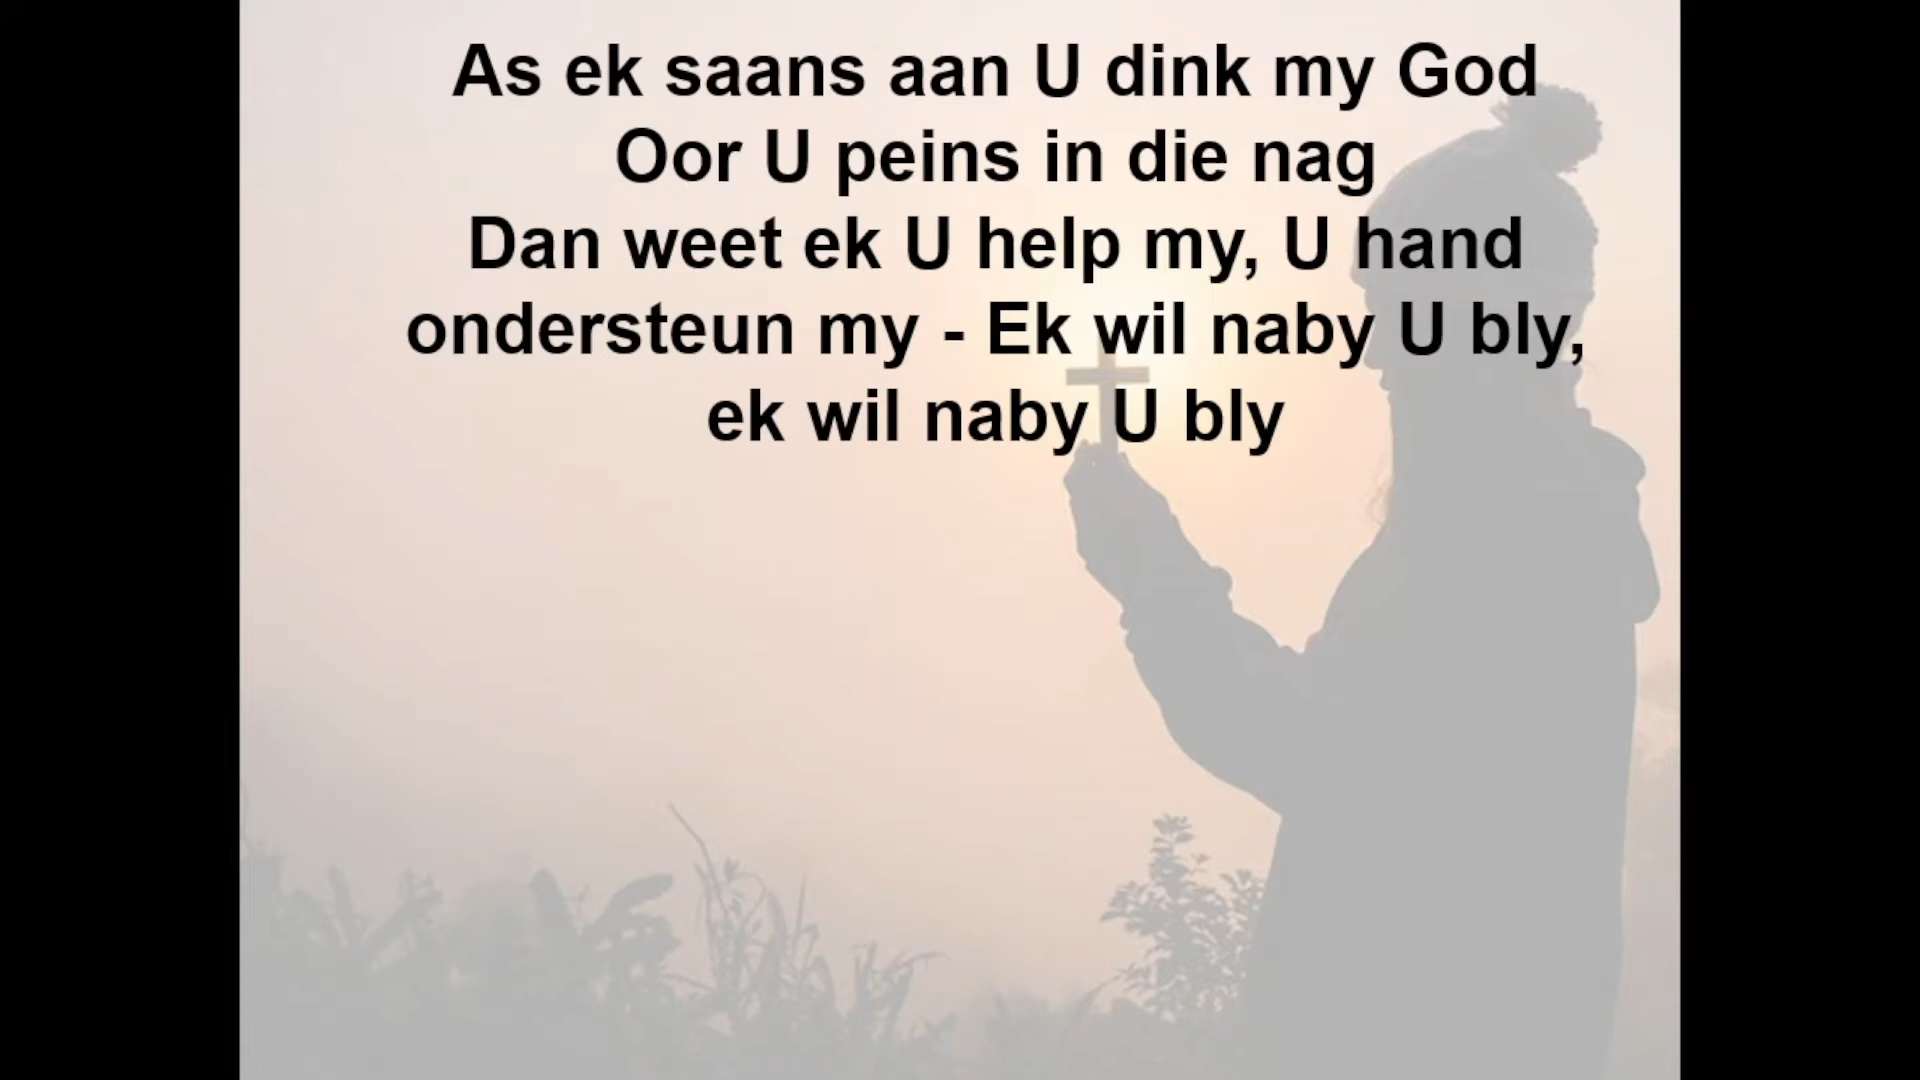 As ek saans aan U dink my God
Oor U peins in die nag
Dan weet ek U help my, U hand
ondersteun my - Ek wil naby U bly,
ek wil naby U bly